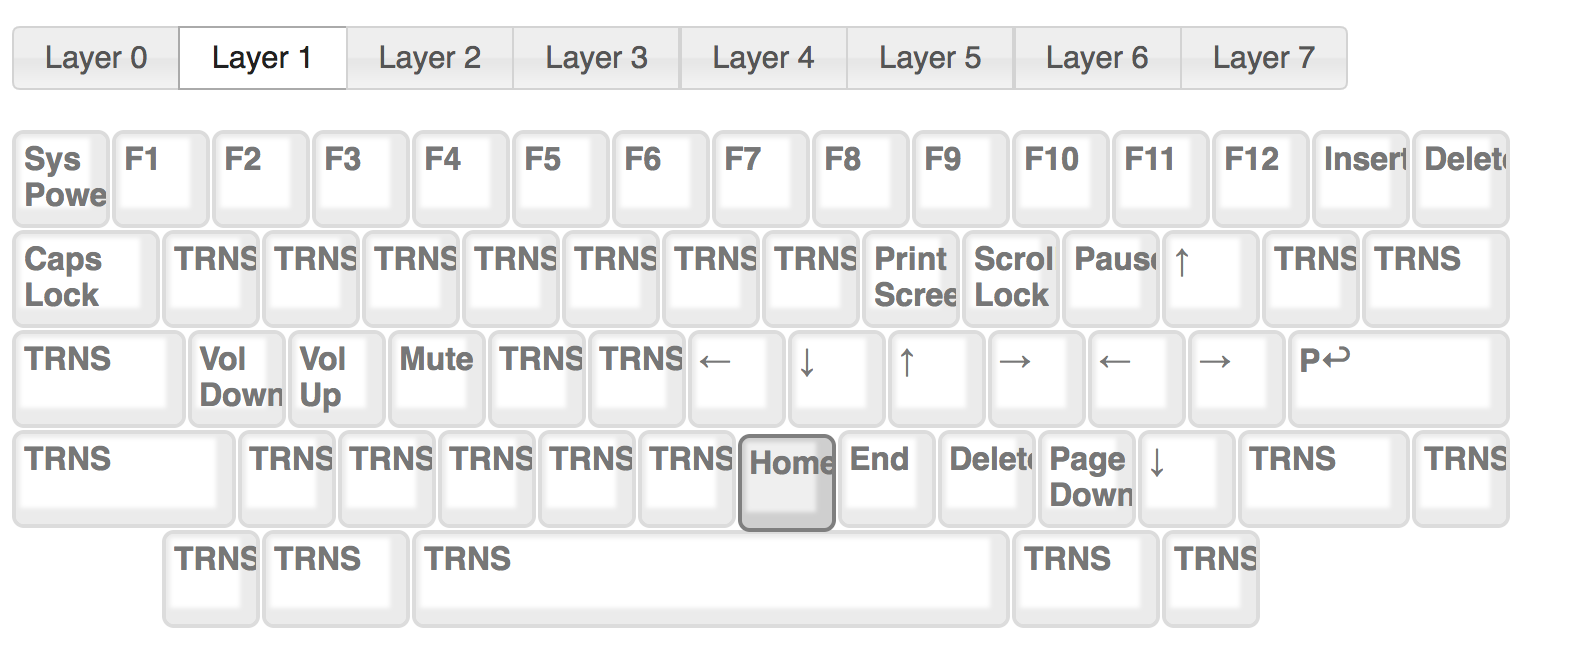 Layer 0 Layer 1 Layer 2 Layer 3 Layer 4 Layer 5 Layer 6 Layer 7
Sys F1 F2 F3 F4 F5 F6 F7 F8 F9 F10 F11 F12 Insert Delete
Powe
Caps TRNS TRNS TRNS TRNS TRNS TRNS TRNS Print Scrol Pause ↑ TRNS TRNS
Lock Scree Lock
TRNS Vol Vol Mute TRNS TRNS ← ↓ ↑ → ← → P↩
Down Up
TRNS TRNS TRNS TRNS TRNS TRNS Home End Delete Page ↓ TRNS TRNS
Down
TRNS TRNS TRNS TRNS TRNS